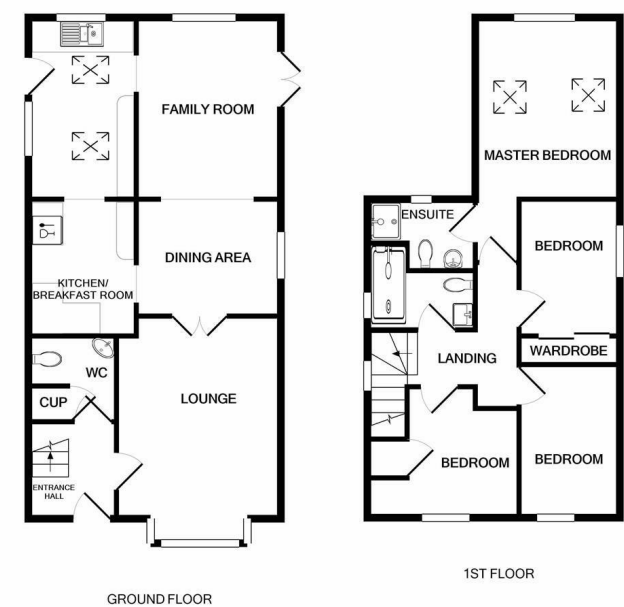 FAMILY ROOM
DINING AREA
KITCHEN/
BREAKFAST ROOM
WC
CUP
LOUNGE
ENTRANCE
HALL
GROUND FLOOR
MASTER BEDROOM
ENSUITE
BEDROOM
WARDROBE
LANDING
BEDROOM
BEDROOM
1ST FLOOR